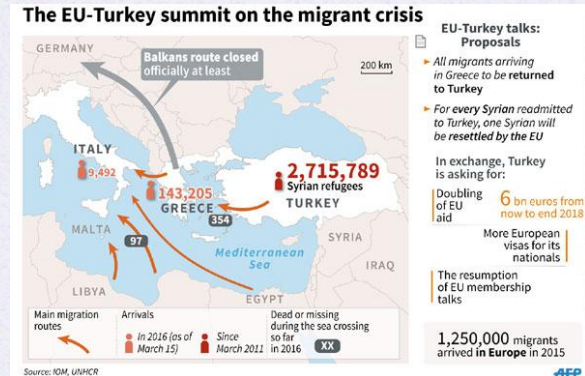 The EU-Turkey summit on the migrant crisis
GERMANY
Balkans route closed
officially at least
200 km
ITALY
9,492
143,205
GREECE
354
2,715,789
Syrian refugees
TURKEY
MALTA
97
Mediterranean
Sea
SYRIA
IRAQ
LIBYA
EGYPT
Main migration
routes
Arrivals
In 2016 (as of
March 15)
Since
March 2011
Dead or missing
during the sea crossing
so far
in 2016
XX
Source: IOM, UNHCR
EU-Turkey talks:
Proposals
All migrants arriving
in Greece to be returned
to Turkey
For every Syrian readmitted
to Turkey, one Syrian will
be resettled by the EU
In exchange, Turkey
is asking for:
Doubling
of EU
aid
6 bn euros from
now to end 2018
More European
visas for its
nationals
The resumption
of EU membership
talks
1,250,000 migrants
arrived in Europe in 2015
AFP